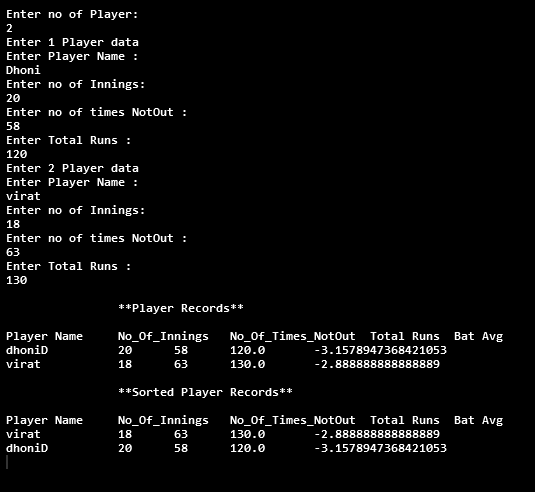 Enter no of Player:
2
Enter 1 Player data
Enter Player Name :
Dhoni
Enter no of Innings:
20
Enter no of times NotOut :
58
Enter Total Runs :
120
Enter 2 Player data
Enter Player Name :
virat
Enter no of Innings:
18
Enter no of times NotOut :
63
Enter Total Runs :
130
**Player Records**
Player Name No_Of_Innings No_Of_Times_NotOut Total Runs Bat Avg
dhoniD 20 58 120.0 -3.1578947368421053
virat 18 63 130.0 -2.888888888888889
**Sorted Player Records**
Player Name No_Of_Innings No_Of_Times_NotOut Total Runs Bat Avg
virat 18 63 130.0 -2.888888888888889
dhoniD 20 58 120.0 -3.1578947368421053